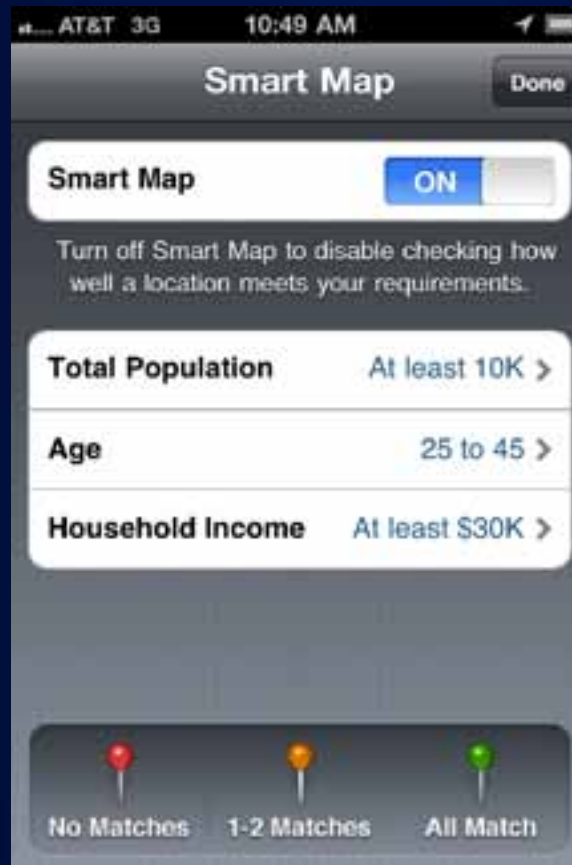 AT&T 3G 10:49 AM
Smart Map Done
Smart Map ON
Turn off Smart Map to disable checking how
well a location meets your requirements.
Total Population At least 10K
Age 25 to 45
Household Income At least $30K
No Matches 1-2 Matches All Match